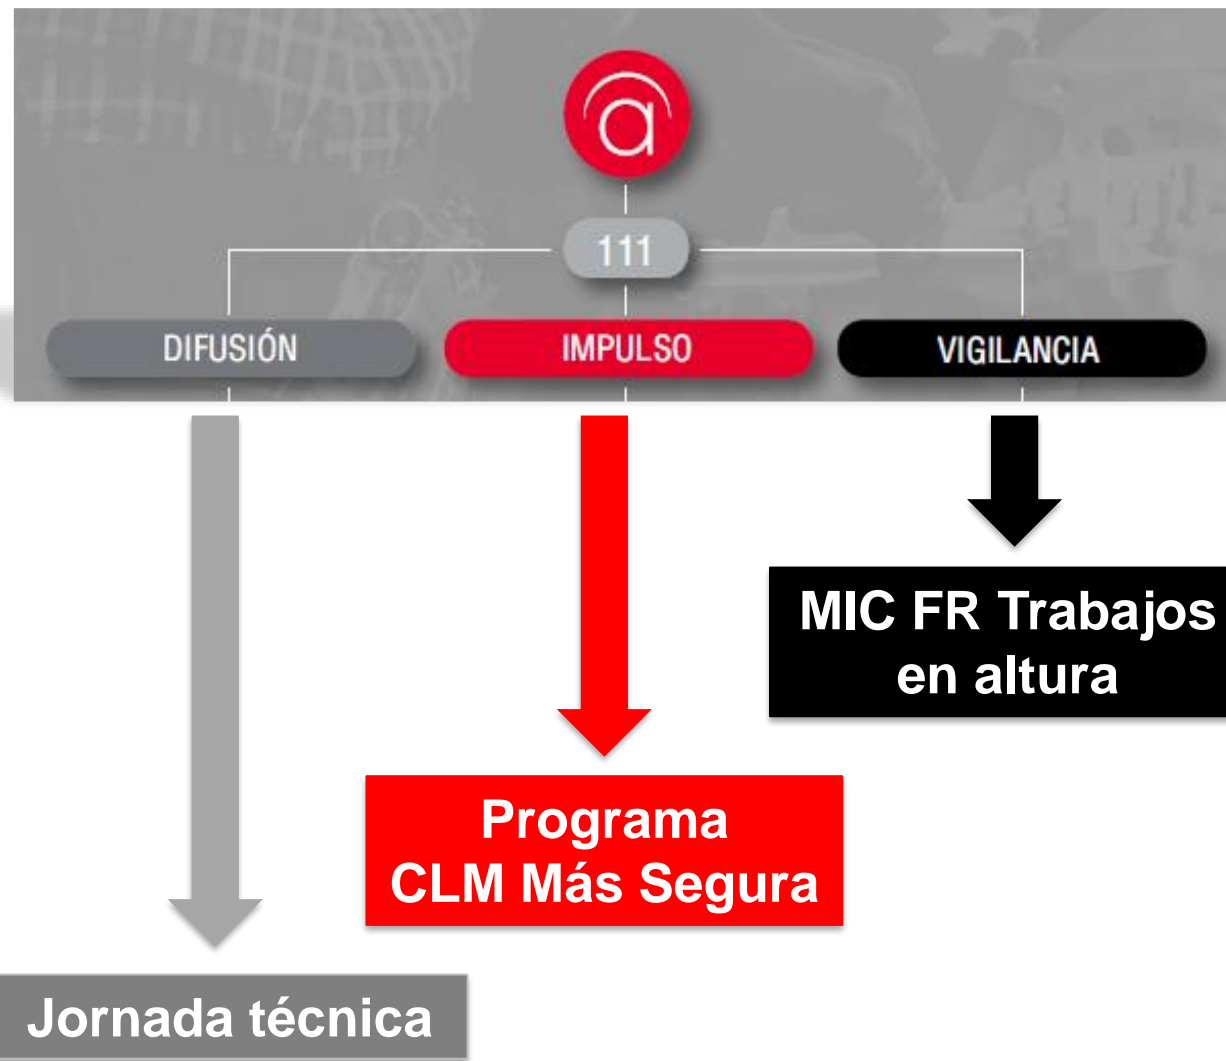 a
111
DIFUSIÓN
IMPULSO
VIGILANCIA
MIC FR Trabajos
en altura
Programa
CLM Más Segura
Jornada técnica